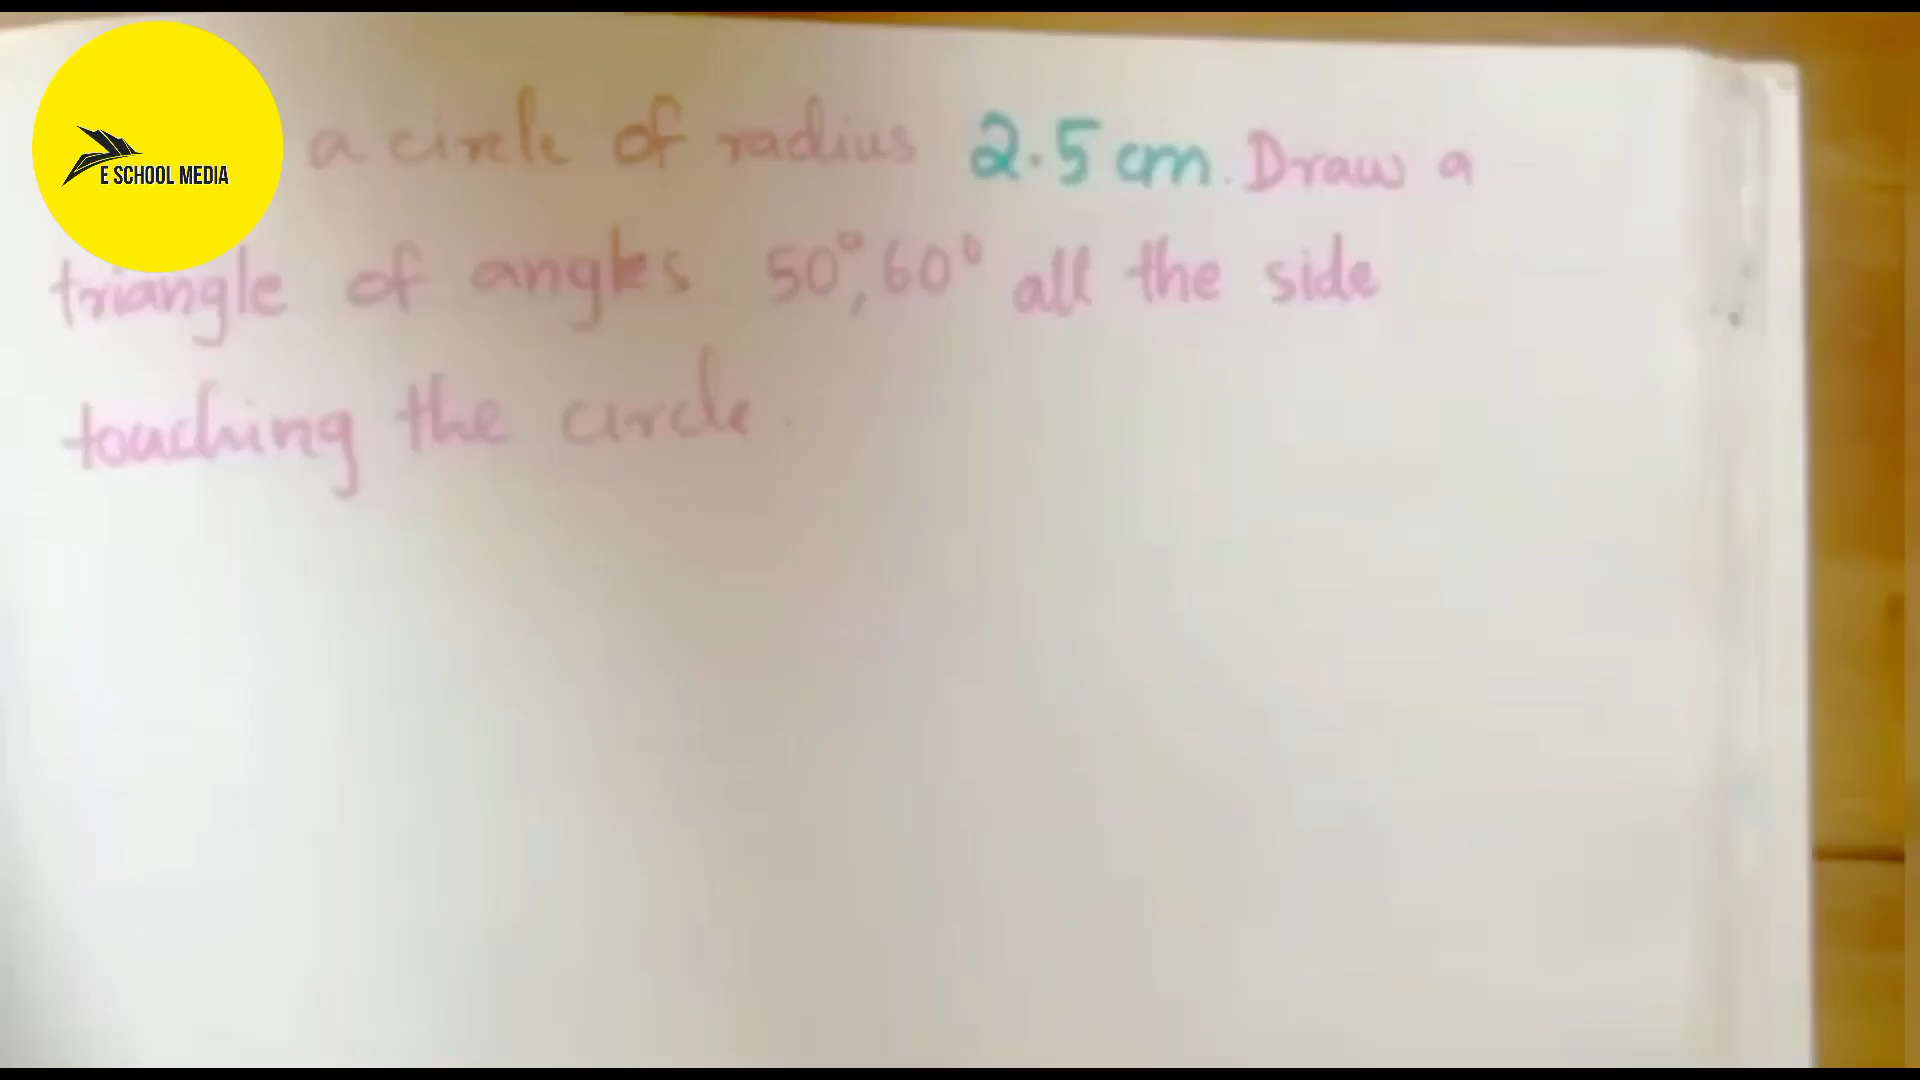 E SCHOOL MEDIA
a circle of radius 2.5 cm. Draw a
triangle of angles 50°, 60° all the side
touching the circle.